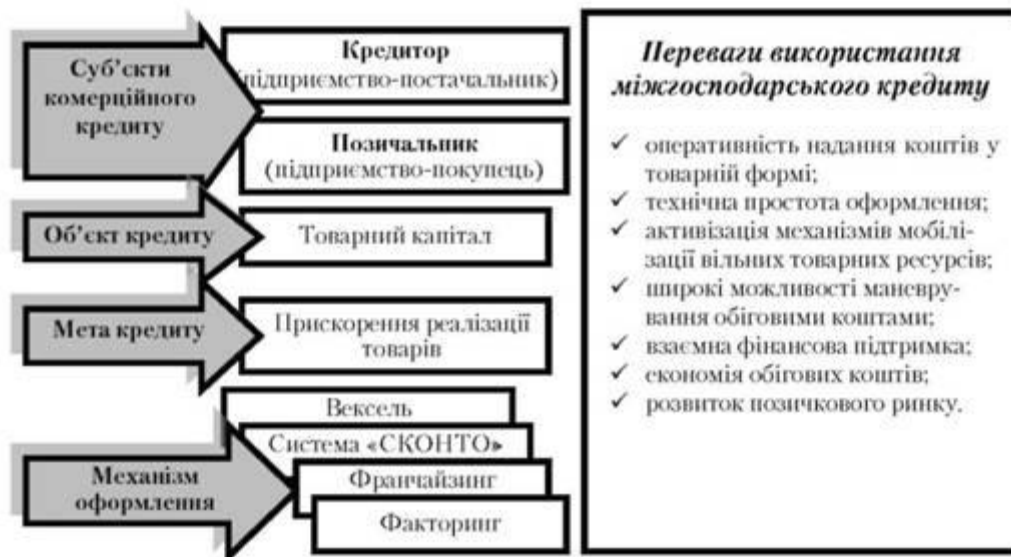 Суб’єкти
комерційного
кредиту
Кредитор
(підприємство-постачальник)
Позичальник
(підприємство-покупець)
Об’єкт кредиту
Товарний капітал
Мета кредиту
Прискорення реалізації
товарів
Механізм
оформлення
Вексель
Система «СКОНТО»
Франчайзинг
Факторинг
Переваги використання
міжгосподарського кредиту
✓ оперативність надання коштів у
товарній формі;
✓ технічна простота оформлення;
✓ активізація механізмів мобілі-
зації вільних товарних ресурсів;
✓ широкі можливості маневру-
вання обіговими коштами;
✓ взаємна фінансова підтримка;
✓ економія обігових коштів;
✓ розвиток позичкового ринку.